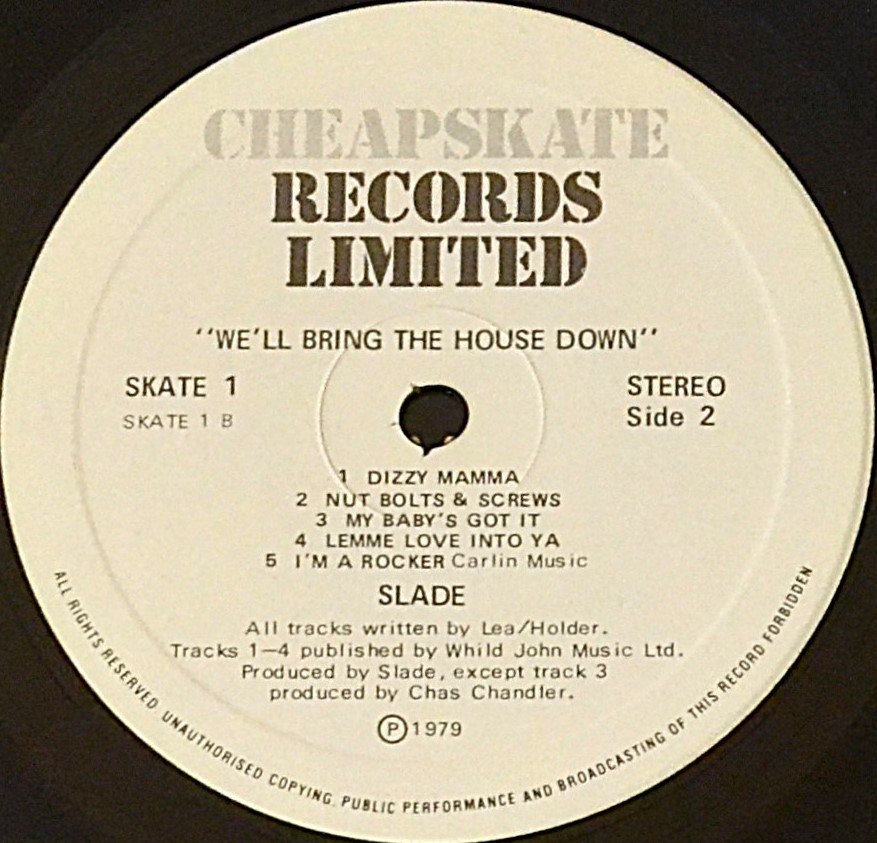 CHEAPSKATE
RECORDS
LIMITED
''WE'LL BRING THE HOUSE DOWN''
SKATE 1
SKATE 1 B
STEREO
Side 2
1 DIZZY MAMMA
2 NUT BOLTS & SCREWS
3 MY BABY'S GOT IT
4 LEMME LOVE INTO YA
5 I'M A ROCKER Carlin Music
SLADE
All tracks written by Lea/Holder.
Tracks 1—4 published by Whild John Music Ltd.
Produced by Slade, except track 3
produced by Chas Chandler.
Ⓟ1979
ALL RIGHTS RESERVED. UNAUTHORISED COPYING, PUBLIC PERFORMANCE AND BROADCASTING OF THIS RECORD FORBIDDEN